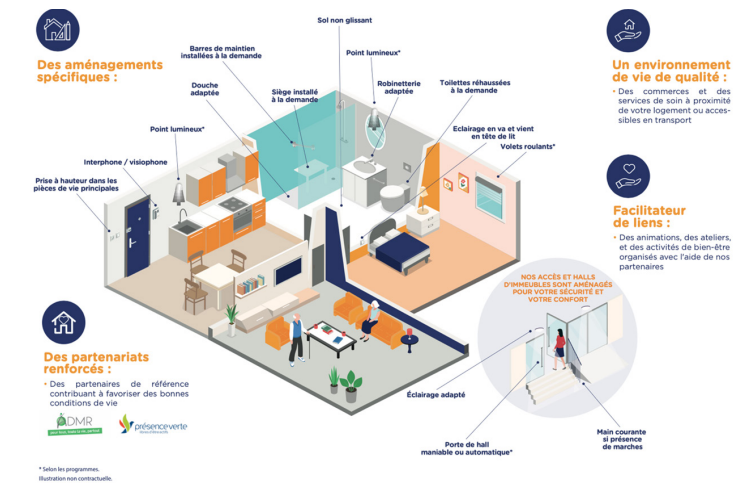 Des aménagements
spécifiques :
Barres de maintien
installées à la demande
Sol non glissant
Point lumineux*
Douche
adaptée
Siège installé
à la demande
Robinetterie
adaptée
Toilettes réhaussées
à la demande
Point lumineux*
Eclairage en va et vient
en tête de lit
Volets roulants*
Interphone / visiophone
Prise à hauteur dans les
pièces de vie principales
Un environnement
de vie de qualité :
• Des commerces et des
services de soin à proximité
de votre logement ou acces-
sibles en transport
Facilitateur
de liens :
• Des animations, des ateliers,
et des activités de bien-être
organisés avec l'aide de nos
partenaires
NOS ACCÈS ET HALLS
D'IMMEUBLES SONT AMÉNAGÉS
POUR VOTRE SÉCURITÉ ET
VOTRE CONFORT
Éclairage adapté
Porte de hall
maniable ou automatique*
Main courante
si présence
de marches
Des partenariats
renforcés :
• Des partenaires de référence
contribuant à favoriser des bonnes
conditions de vie
ADMR
pour tous, toute la vie, partout
présenceverte
* Selon les programmes.
Illustration non contractuelle.